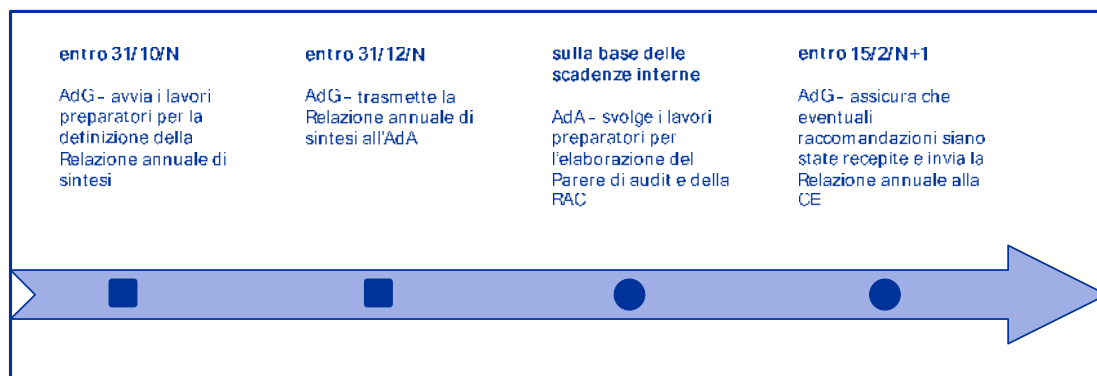 entro 31/10/N
AdG – avvia i lavori
preparatori per la
definizione della
Relazione annuale di
sintesi
entro 31/12/N
AdG – trasmette la
Relazione annuale di
sintesi all'AdA
sulla base delle
scadenze interne
AdA – svolge i lavori
preparatori per
l'elaborazione del
Parere di audit e della
RAC
entro 15/2/N+1
AdG – assicura che
eventuali
raccomandazioni siano
state recepite e invia la
Relazione annuale alla
CE